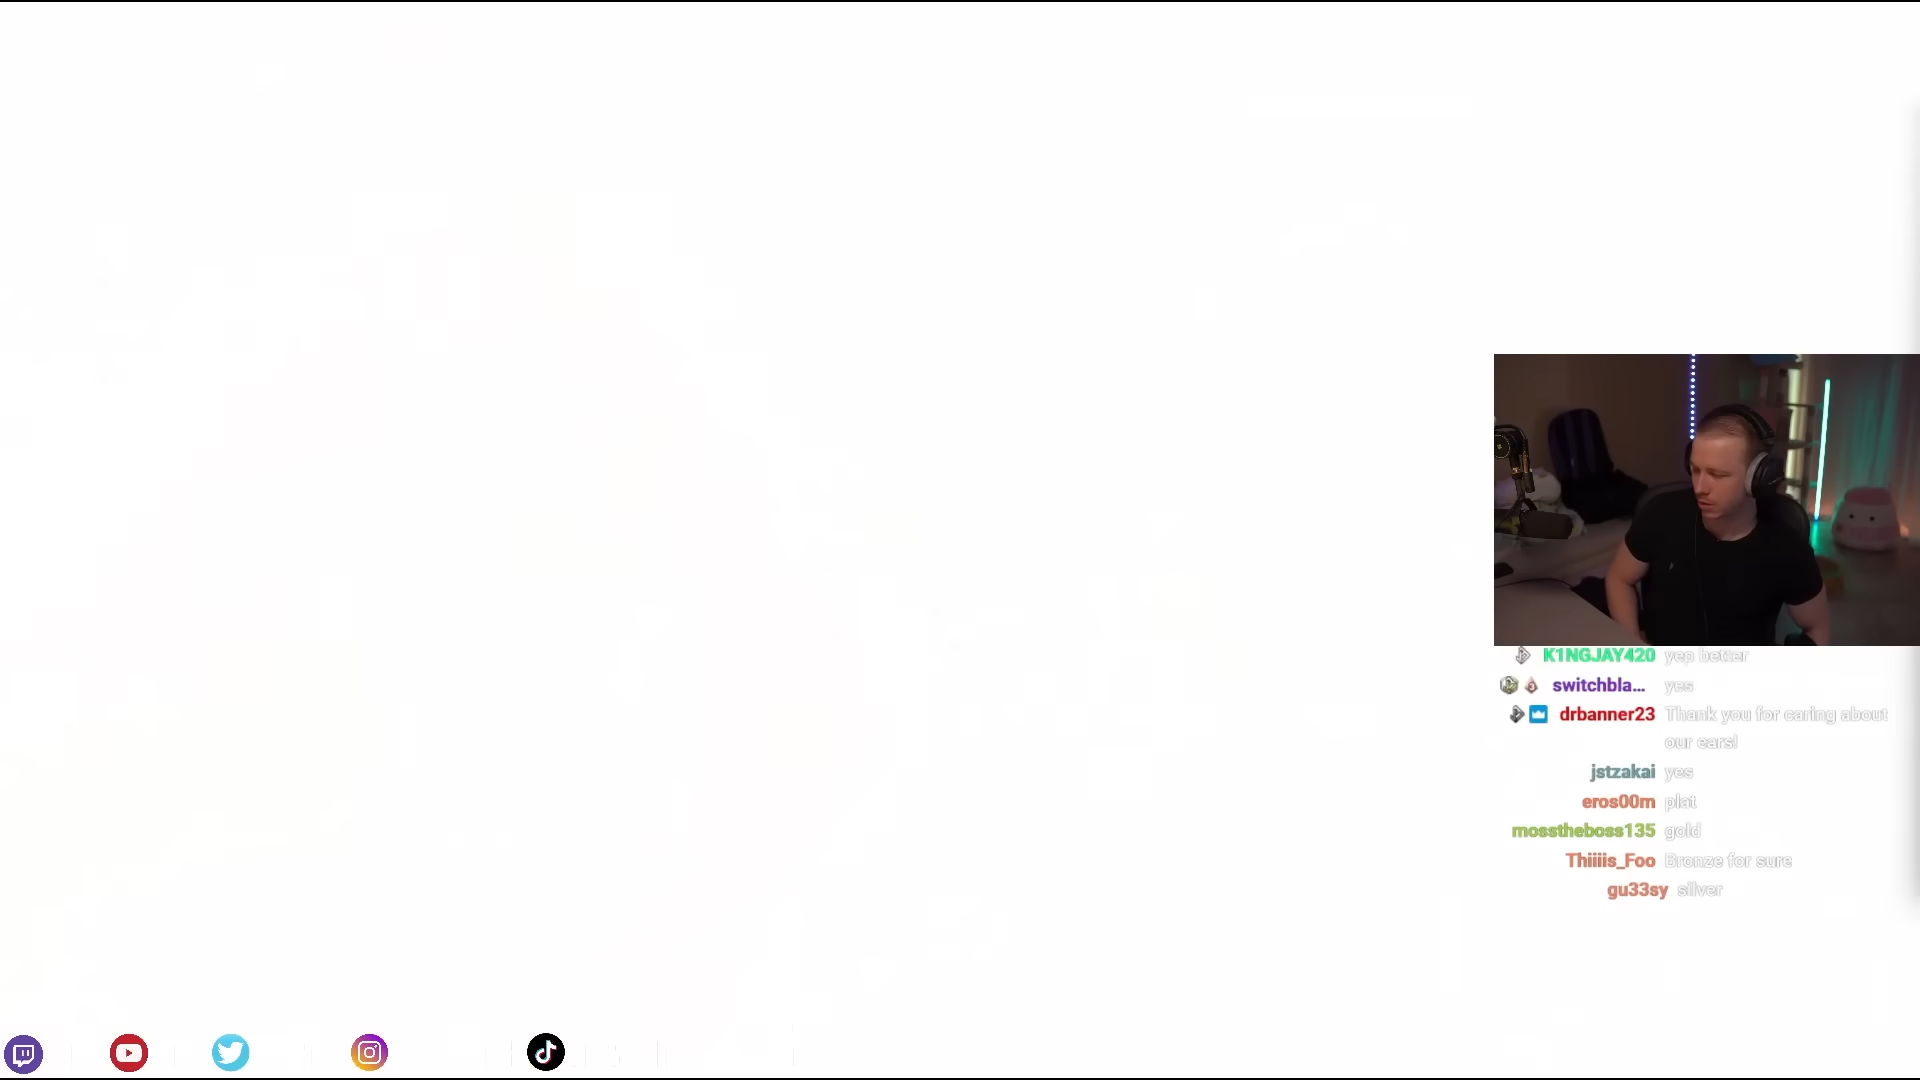 K1NGJAY420 yep better
switchbla... yes
drbanner23 Thank you for caring about
our ears!
jstzakai yes
eros00m plat
mosstheboss135 gold
Thiiiis_Foo Bronze for sure
gu33sy silver